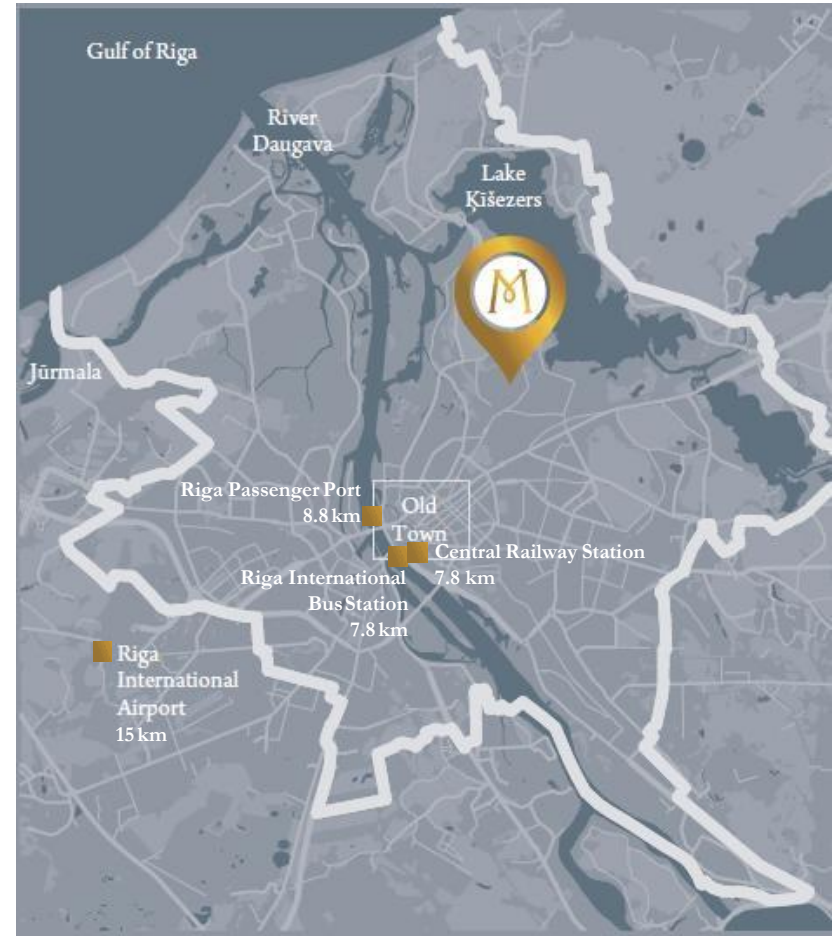 Gulf of Riga
River
Daugava
Lake
Ķīšezers
M
Jūrmala
Riga Passenger Port
8.8 km
Old
Town
Central Railway Station
7.8 km
Riga International
Bus Station
7.8 km
Riga
International
Airport
15 km